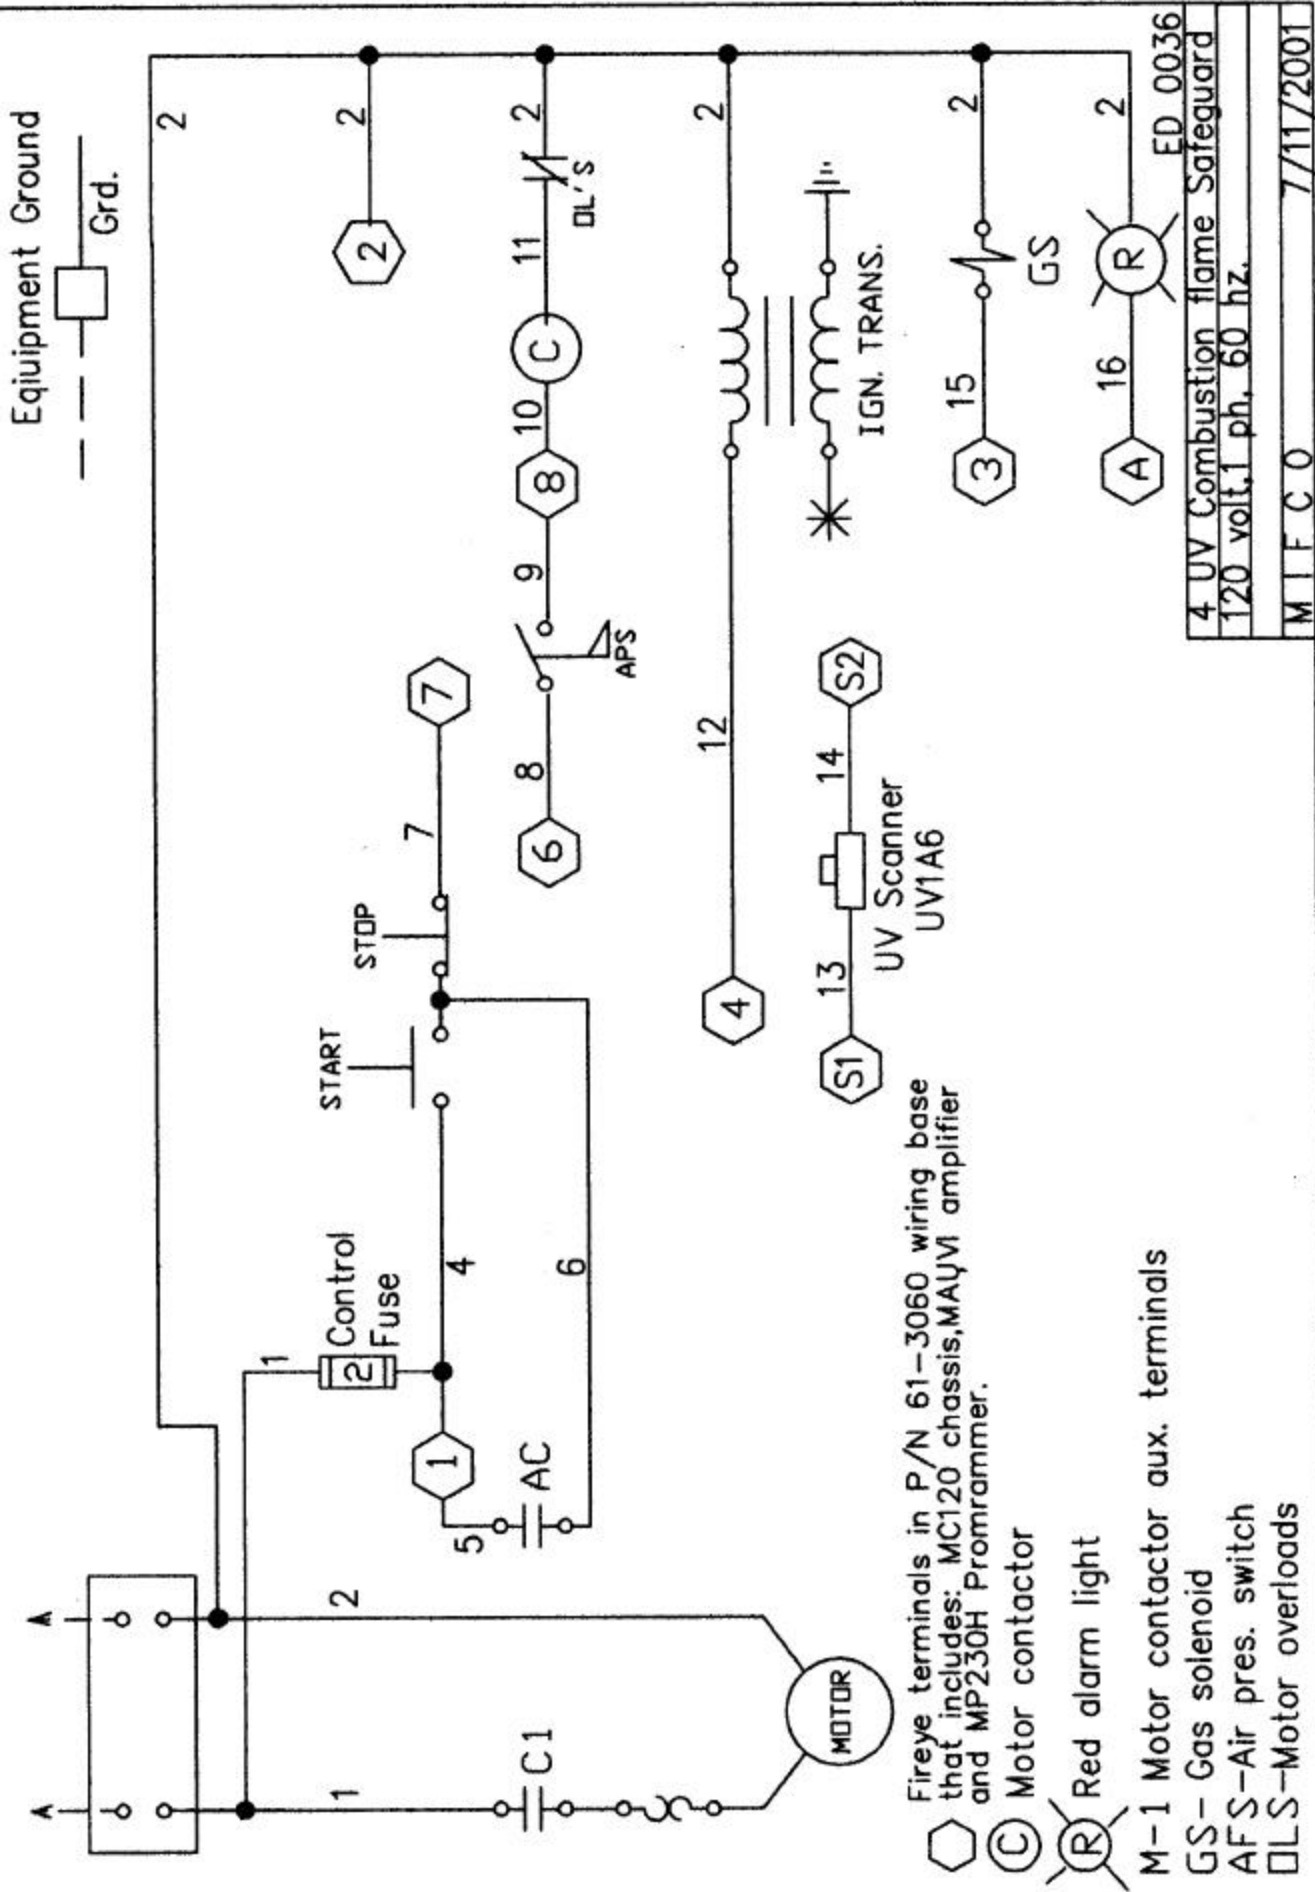 Eqiuipment Ground
Grd.
2
1
2
Control
Fuse
2
1
START
STOP
7
7
2
2
1
4
5
AC
6
6
8
APS
9
8
10
C
11
OL'S
2
C1
MOTOR
4
12
2
IGN. TRANS.
S1
13
14
S2
UV Scanner
UV1A6
3
15
GS
2
A
16
R
2
Fireye terminals in P/N 61-3060 wiring base
that includes: MC120 chassis,MAUV1 amplifier
and MP230H Promrammer.
C Motor contactor
R Red alarm light
M-1 Motor contactor aux. terminals
GS- Gas solenoid
AFS-Air pres. switch
OLS-Motor overloads
ED 0036
4 UV Combustion flame Safeguard
120 volt,1 ph, 60 hz.
M I F C O 7/11/2001